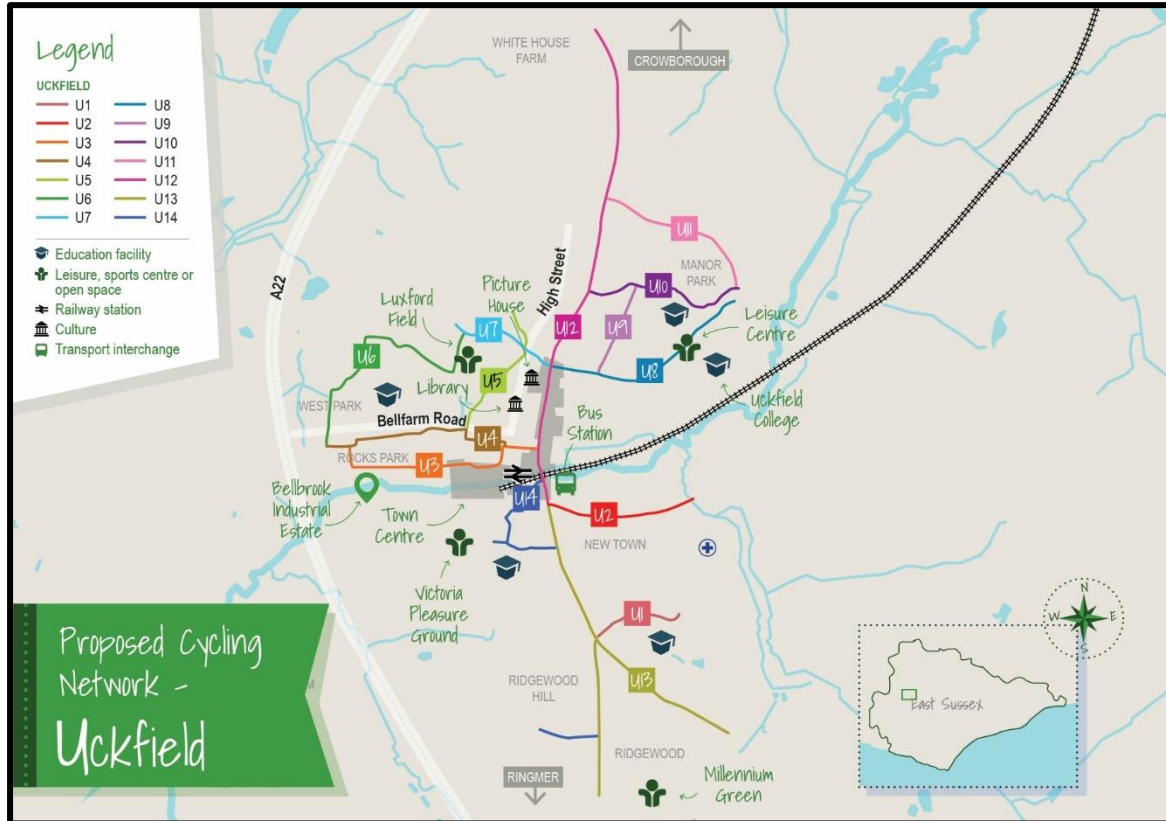 Legend
UCKFIELD
U1
U2
U3
U4
U5
U6
U7
U8
U9
U10
U11
U12
U13
U14
Education facility
Leisure, sports centre or
open space
Railway station
Culture
Transport interchange
WHITE HOUSE
FARM
CROWBOROUGH
A22
High Street
Picture
House
Luxford
Field
U11
MANOR
PARK
U10
U7
U12
U9
Leisure
Centre
U6
U5
U8
Library
WEST PARK
Bellfarm Road
Uckfield
College
Bus
Station
U4
ROCKS PARK
U3
Bellbrook
Industrial
Estate
Town
Centre
U14
U2
NEW TOWN
Victoria
Pleasure
Ground
U1
U13
RIDGEWOOD
HILL
RIDGEWOOD
RINGMER
Millennium
Green
Proposed Cycling
Network -
Uckfield
N
W
E
S
East Sussex